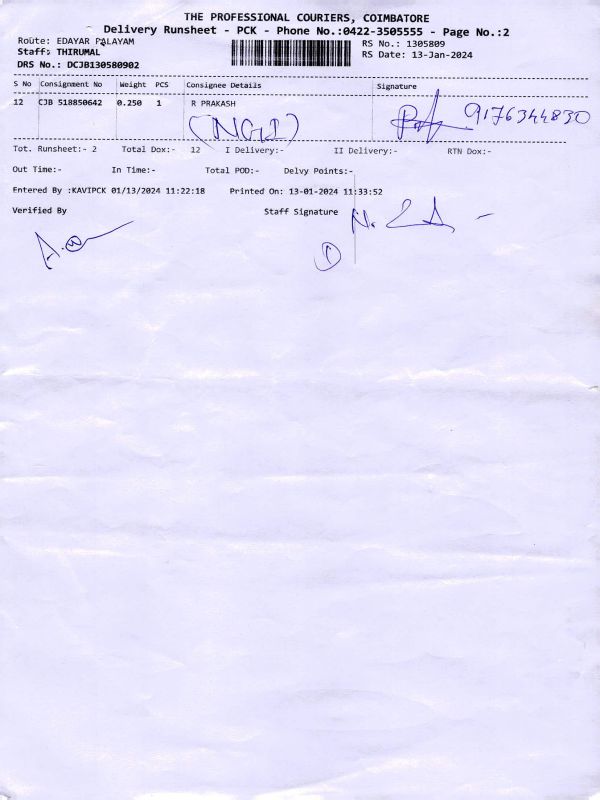 THE PROFESSIONAL COURIERS, COIMBATORE
Delivery Runsheet - PCK - Phone No.:0422-3505555 - Page No.:2
Route: EDAYAR PALAYAM
RS No.: 1305809
Staff: THIRUMAL
RS Date: 13-Jan-2024
DRS No.: DCJB130580902
S No Consignment No Weight PCS Consignee Details Signature
12 CJB 518850642 0.250 1 R PRAKASH 9176344830
Tot. Runsheet:- 2 Total Dox:- 12 I Delivery:- II Delivery:- RTN Dox:-
Out Time:- In Time:- Total POD:- Delvy Points:-
Entered By :KAVIPCK 01/13/2024 11:22:18 Printed On: 13-01-2024 11:33:52
Verified By Staff Signature
1